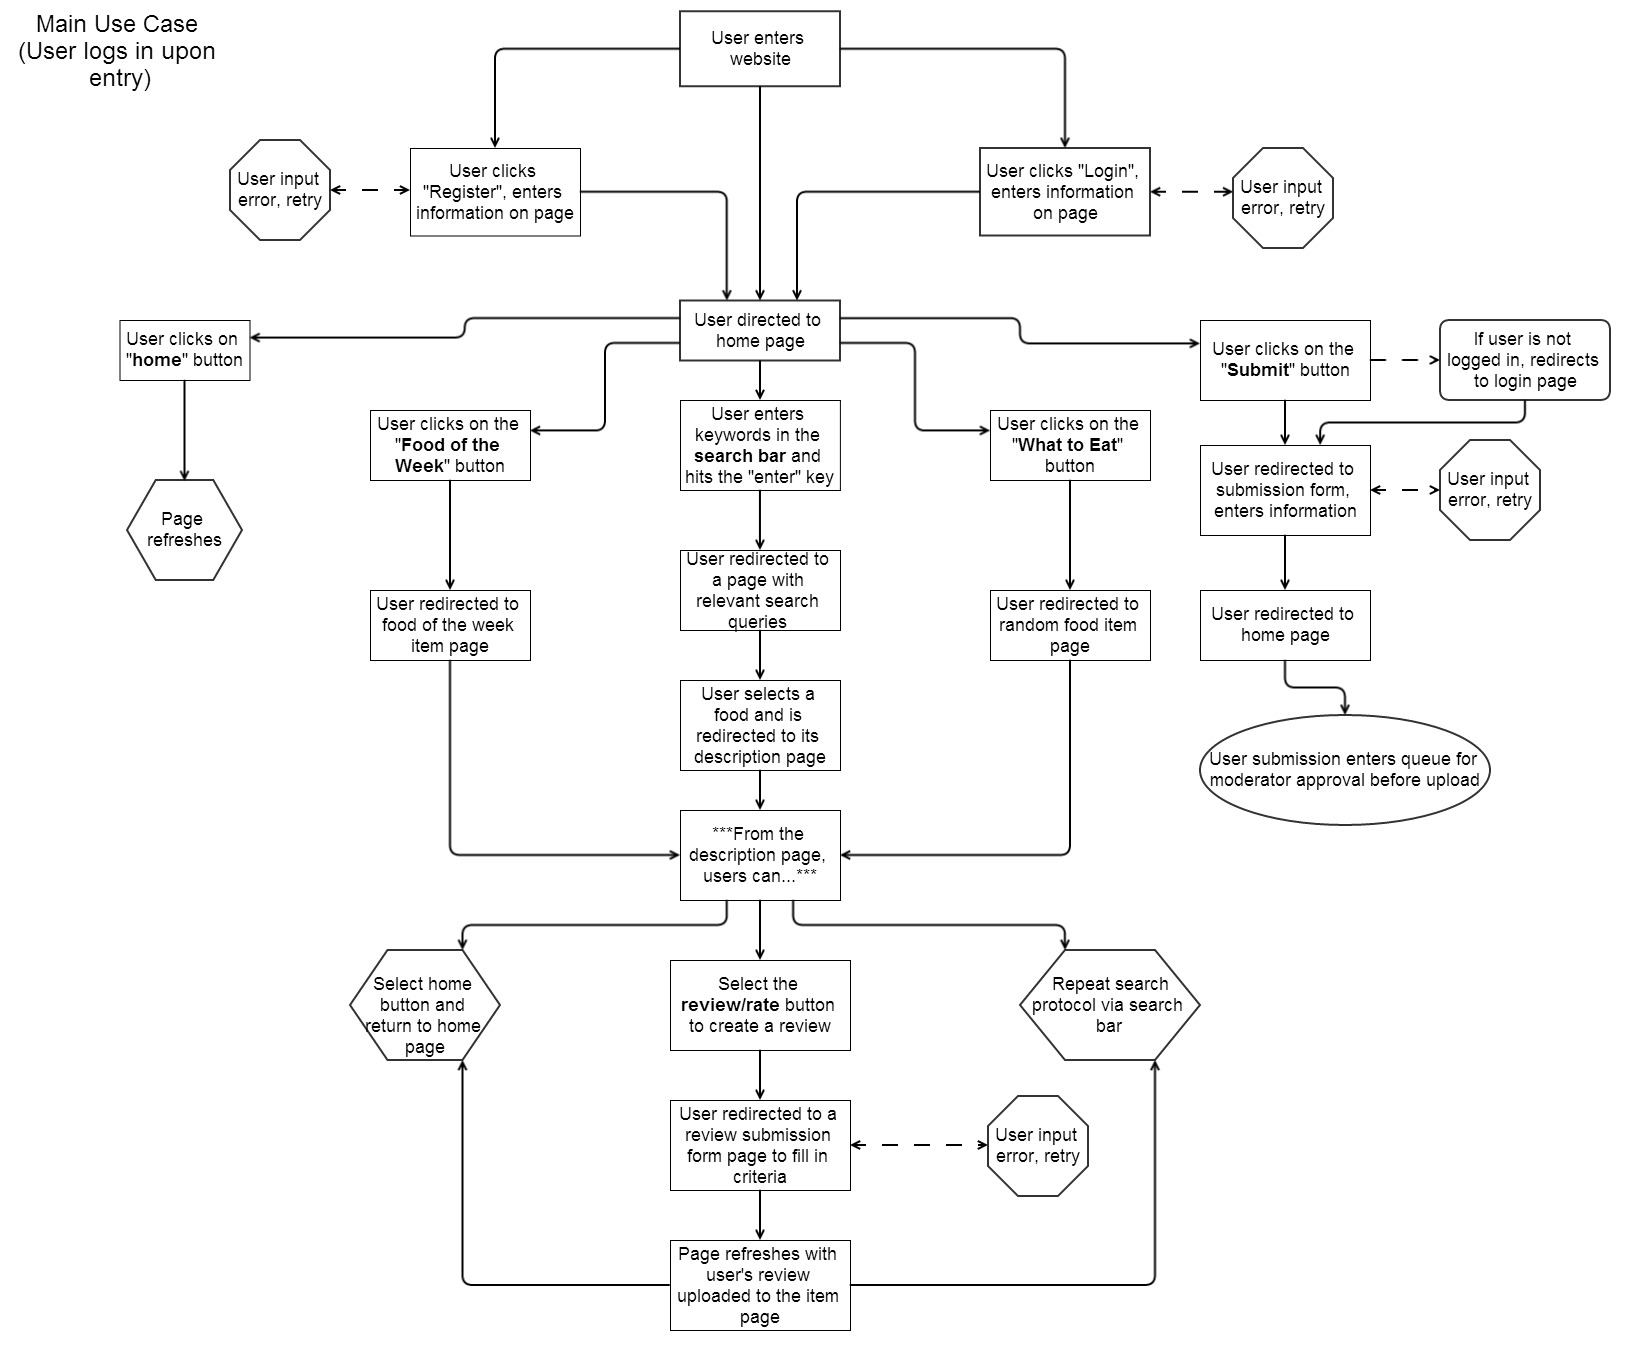 Main Use Case
(User logs in upon
entry)
User enters
website
User input
error, retry
User clicks
"Register", enters
information on page
User clicks "Login",
enters information
on page
User input
error, retry
User clicks on
"home" button
User directed to
home page
User clicks on the
"Submit" button
If user is not
logged in, redirects
to login page
User clicks on the
"Food of the
Week" button
User enters
keywords in the
search bar and
hits the "enter" key
User clicks on the
"What to Eat"
button
User redirected to
submission form,
enters information
User input
error, retry
Page
refreshes
User redirected to
a page with
relevant search
queries
User redirected to
food of the week
item page
User redirected to
random food item
page
User redirected to
home page
User selects a
food and is
redirected to its
description page
User submission enters queue for
moderator approval before upload
***From the
description page,
users can...***
Select home
button and
return to home
page
Select the
review/rate button
to create a review
Repeat search
protocol via search
bar
User redirected to a
review submission
form page to fill in
criteria
User input
error, retry
Page refreshes with
user's review
uploaded to the item
page